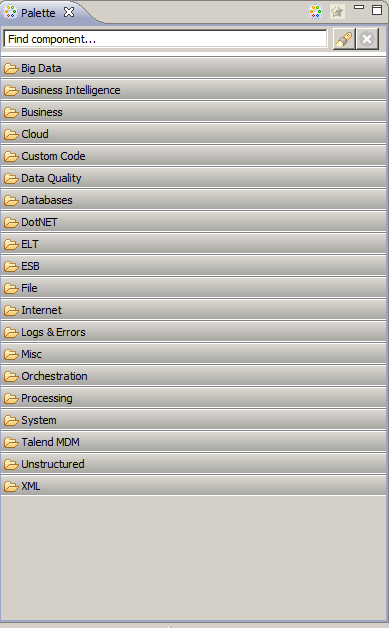 Palette
Find component...
Big Data
Business Intelligence
Business
Cloud
Custom Code
Data Quality
Databases
DotNET
ELT
ESB
File
Internet
Logs & Errors
Misc
Orchestration
Processing
System
Talend MDM
Unstructured
XML